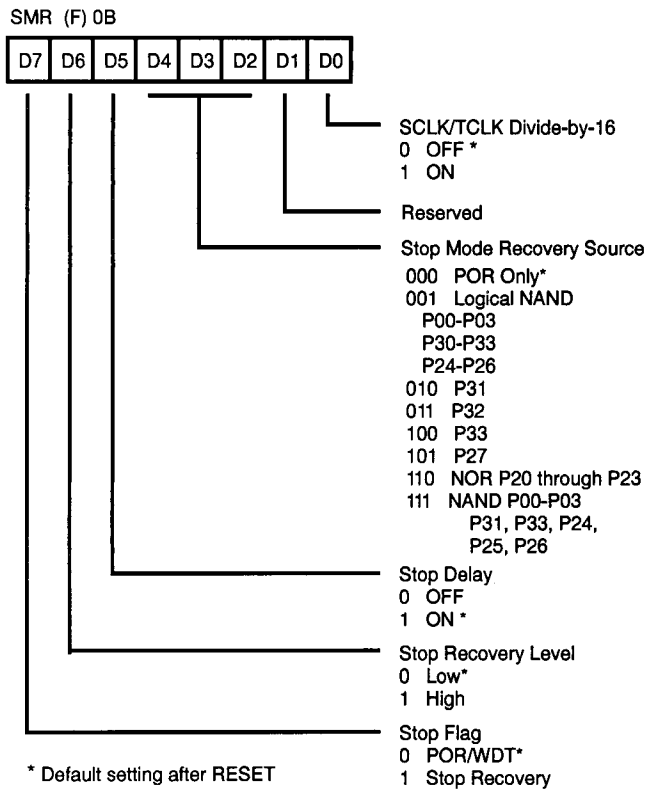 SMR (F) 0B
D7 D6 D5 D4 D3 D2 D1 D0
SCLK/TCLK Divide-by-16
0 OFF *
1 ON
Reserved
Stop Mode Recovery Source
000 POR Only*
001 Logical NAND
P00-P03
P30-P33
P24-P26
010 P31
011 P32
100 P33
101 P27
110 NOR P20 through P23
111 NAND P00-P03
P31, P33, P24,
P25, P26
Stop Delay
0 OFF
1 ON *
Stop Recovery Level
0 Low*
1 High
Stop Flag
0 POR/WDT*
1 Stop Recovery
* Default setting after RESET